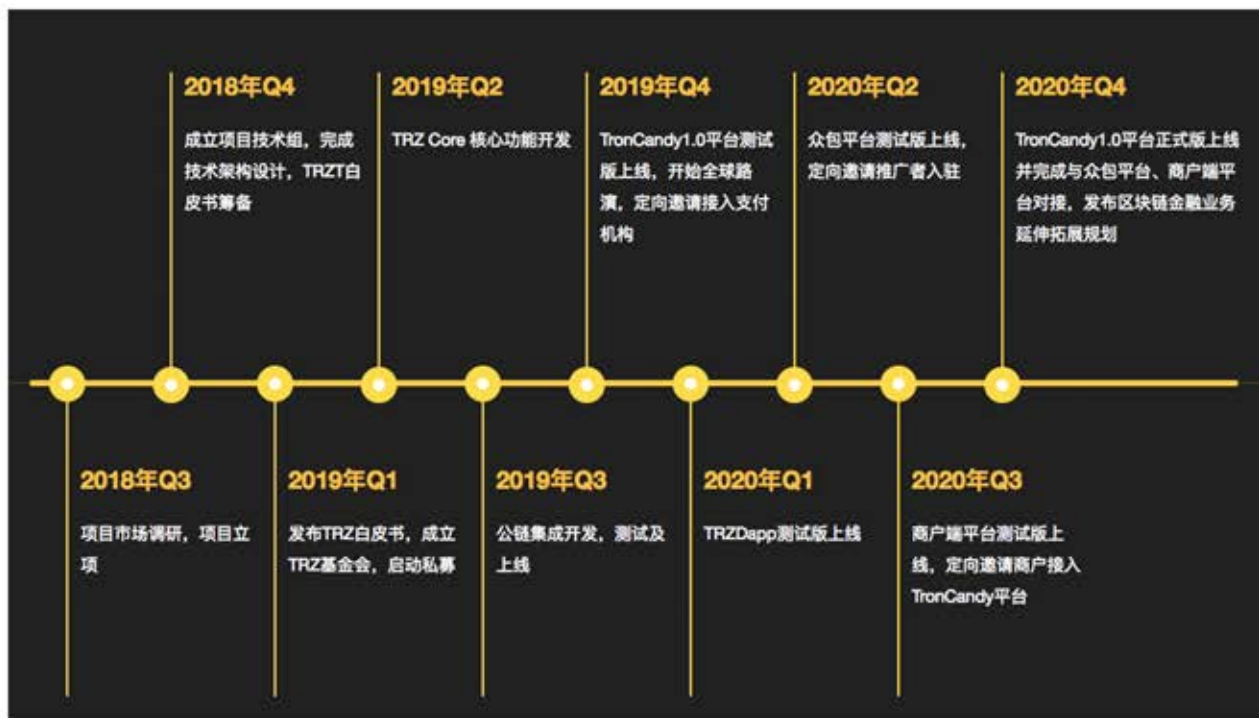 2018年Q4
成立项目技术组，完成
技术架构设计，TRZT白
皮书筹备
2019年Q2
TRZ Core 核心功能开发
2019年Q4
TronCandy1.0平台测试
版上线，开始全球路
演，定向邀请接入支付
机构
2020年Q2
众包平台测试版上线，
定向邀请推广者入驻
2020年Q4
TronCandy1.0平台正式版上线
并完成与众包平台、商户端平
台对接，发布区块链金融业务
延伸拓展规划
2018年Q3
项目市场调研，项目立
项
2019年Q1
发布TRZ白皮书，成立
TRZ基金会，启动私募
2019年Q3
公链集成开发，测试及
上线
2020年Q1
TRZDapp测试版上线
2020年Q3
商户端平台测试版上
线，定向邀请商户接入
TronCandy平台